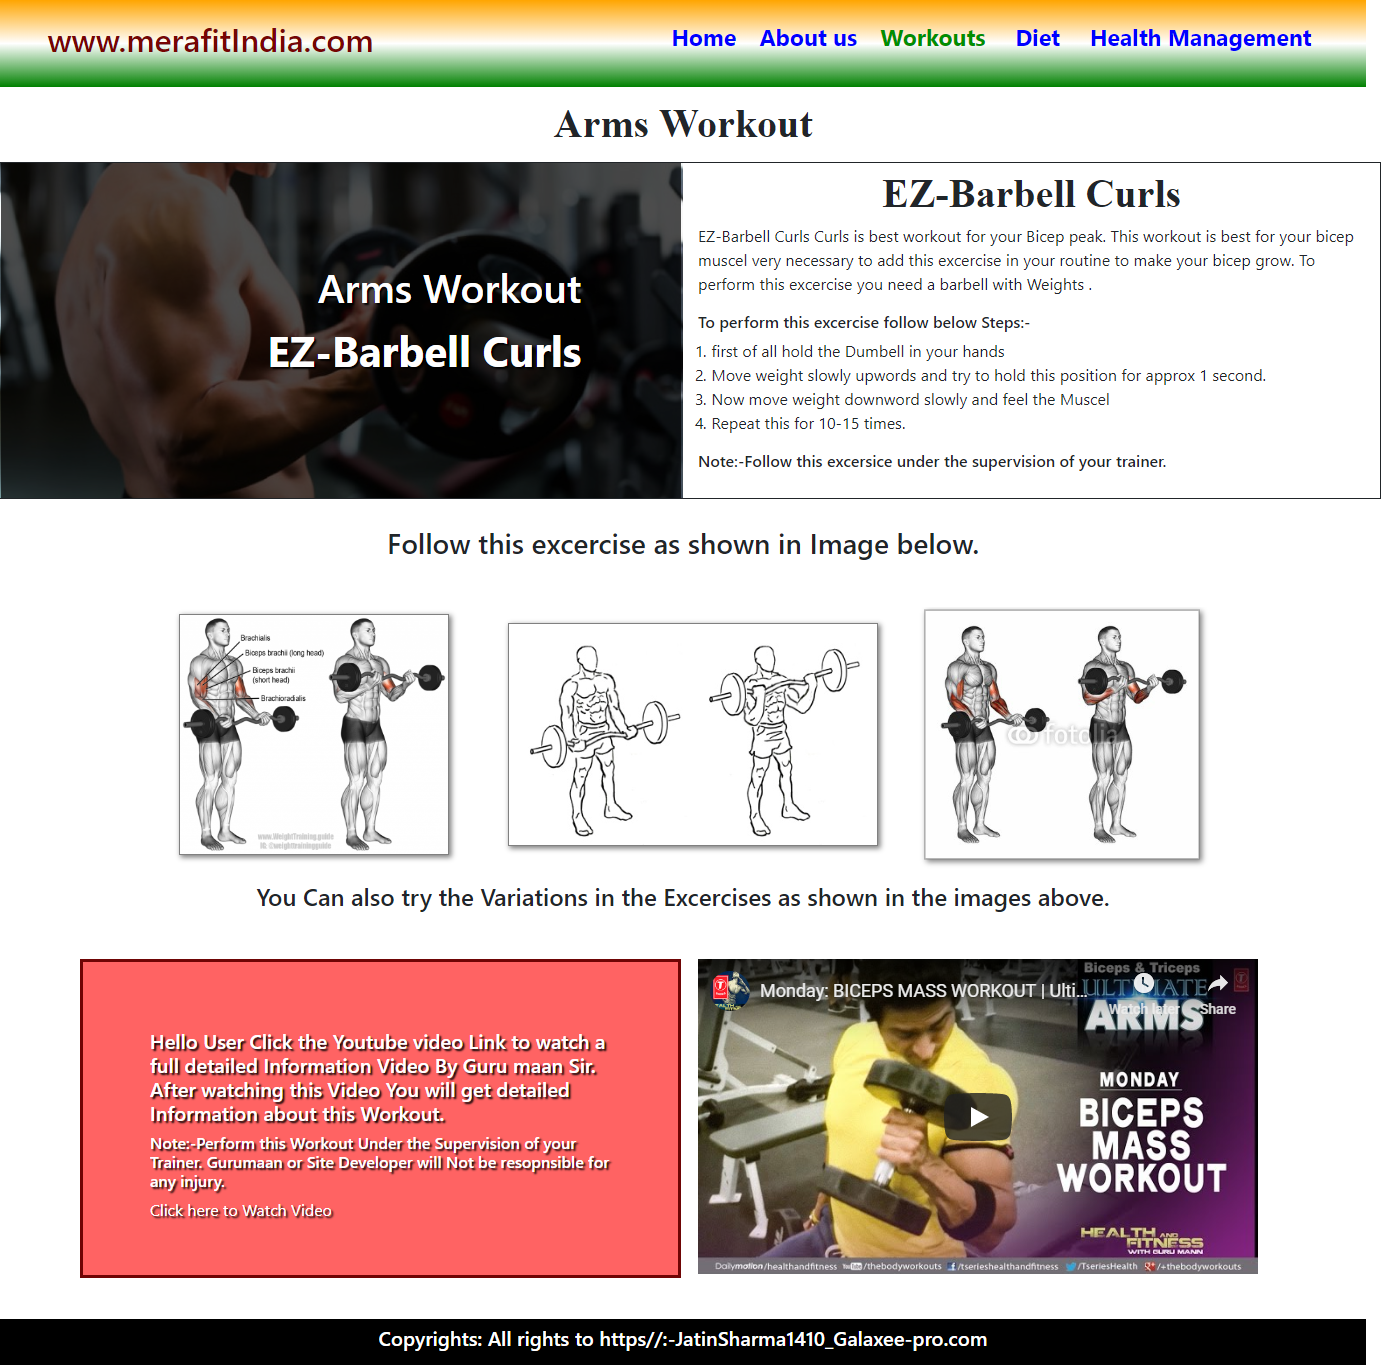 www.merafitIndia.com
Home About us Workouts Diet Health Management
Arms Workout
Arms Workout
EZ-Barbell Curls
EZ-Barbell Curls
EZ-Barbell Curls Curls is best workout for your Bicep peak. This workout is best for your bicep
muscel very necessary to add this excercise in your routine to make your bicep grow. To
perform this excercise you need a barbell with Weights .
To perform this excercise follow below Steps:-
1. first of all hold the Dumbell in your hands
2. Move weight slowly upwords and try to hold this position for approx 1 second.
3. Now move weight downword slowly and feel the Muscel
4. Repeat this for 10-15 times.
Note:-Follow this excersice under the supervision of your trainer.
Follow this excercise as shown in Image below.
Brachialis
Biceps brachii (long head)
Biceps brachii
(short head)
Brachioradialis
www.WeightTraining.guide
IG: @weighttrainingguide
fotolia
You Can also try the Variations in the Excercises as shown in the images above.
Hello User Click the Youtube video Link to watch a
full detailed Information Video By Guru maan Sir.
After watching this Video You will get detailed
Information about this Workout.
Note:-Perform this Workout Under the Supervision of your
Trainer. Gurumaan or Site Developer will Not be resopnsible for
any injury.
Click here to Watch Video
Biceps & Triceps
Monday: BICEPS MASS WORKOUT | Ulti...
ULTIMATE
Watch later Share
ARMS
MONDAY
BICEPS
MASS
WORKOUT
HEALTH AND
FITNESS
WITH GURU MANN
Dailymotion/healthandfitness You Tube/thebodyworkouts f/tserieshealthandfitness /TSeriesHealth g+/+thebodyworkouts
Copyrights: All rights to https//:-JatinSharma1410_Galaxee-pro.com